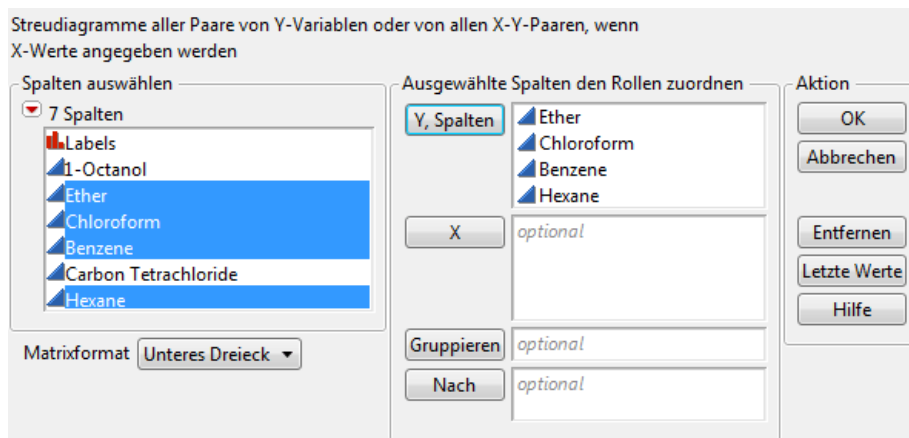 Streudiagramme aller Paare von Y-Variablen oder von allen X-Y-Paaren, wenn
X-Werte angegeben werden
Spalten auswählen
7 Spalten
Labels
1-Octanol
Ether
Chloroform
Benzene
Carbon Tetrachloride
Hexane
Matrixformat Unteres Dreieck
Ausgewählte Spalten den Rollen zuordnen
Y, Spalten
Ether
Chloroform
Benzene
Hexane
X optional
Gruppieren optional
Nach optional
Aktion
OK
Abbrechen
Entfernen
Letzte Werte
Hilfe